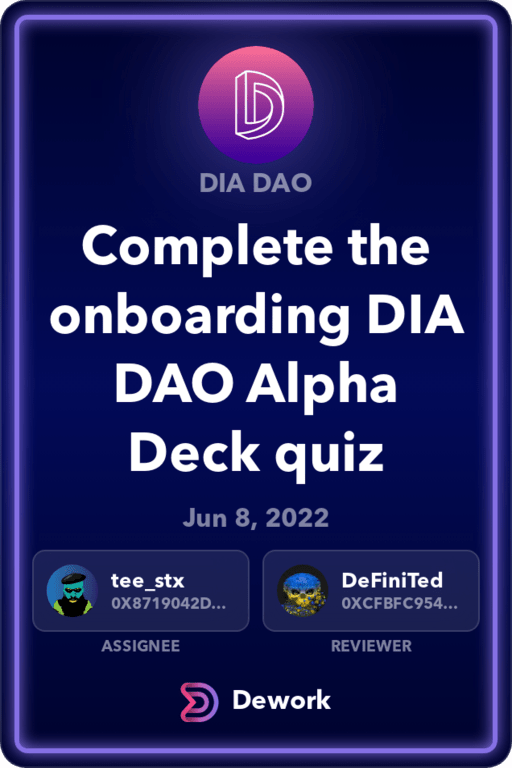 DIA DAO
Complete the
onboarding DIA
DAO Alpha
Deck quiz
Jun 8, 2022
tee_stx
0X8719042D...
DeFiniTed
0XCFBFC954...
ASSIGNEE
REVIEWER
Dework